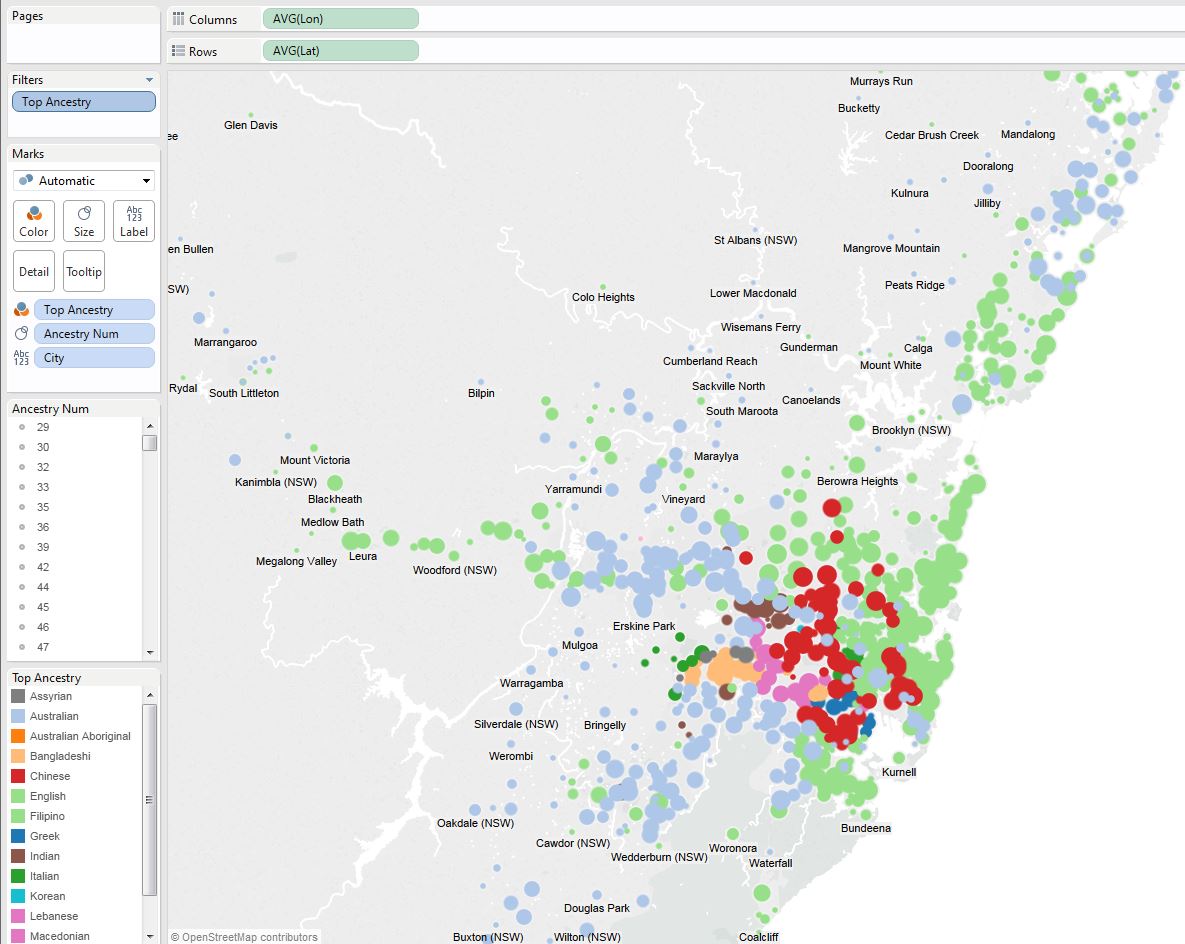 Pages
Columns
AVG(Lon)
Rows
AVG(Lat)
Filters
Top Ancestry
Marks
Automatic
Color
Size
Abc
123
Label
Detail
Tooltip
Top Ancestry
Ancestry Num
Abc
123
City
Ancestry Num
29
30
32
33
35
36
39
42
44
45
46
47
Top Ancestry
Assyrian
Australian
Australian Aboriginal
Bangladeshi
Chinese
English
Filipino
Greek
Indian
Italian
Korean
Lebanese
Macedonian
Murrays Run
Bucketty
Glen Davis
ee
Cedar Brush Creek
Mandalong
Dooralong
Kulnura
Jilliby
en Bullen
St Albans (NSW)
Mangrove Mountain
SW)
Colo Heights
Lower Macdonald
Peats Ridge
Wisemans Ferry
Marrangaroo
Gunderman
Calga
Cumberland Reach
Mount White
Rydal
South Littleton
Bilpin
Sackville North
Canoelands
South Maroota
Brooklyn (NSW)
Mount Victoria
Maraylya
Kanimbla (NSW)
Yarramundi
Berowra Heights
Blackheath
Vineyard
Medlow Bath
Megalong Valley
Leura
Woodford (NSW)
Erskine Park
Mulgoa
Warragamba
Silverdale (NSW)
Bringelly
Werombi
Kurnell
Oakdale (NSW)
Bundeena
Cawdor (NSW)
Woronora
Wedderburn (NSW)
Waterfall
Douglas Park
Buxton (NSW)
Wilton (NSW)
Coalcliff
© OpenStreetMap contributors